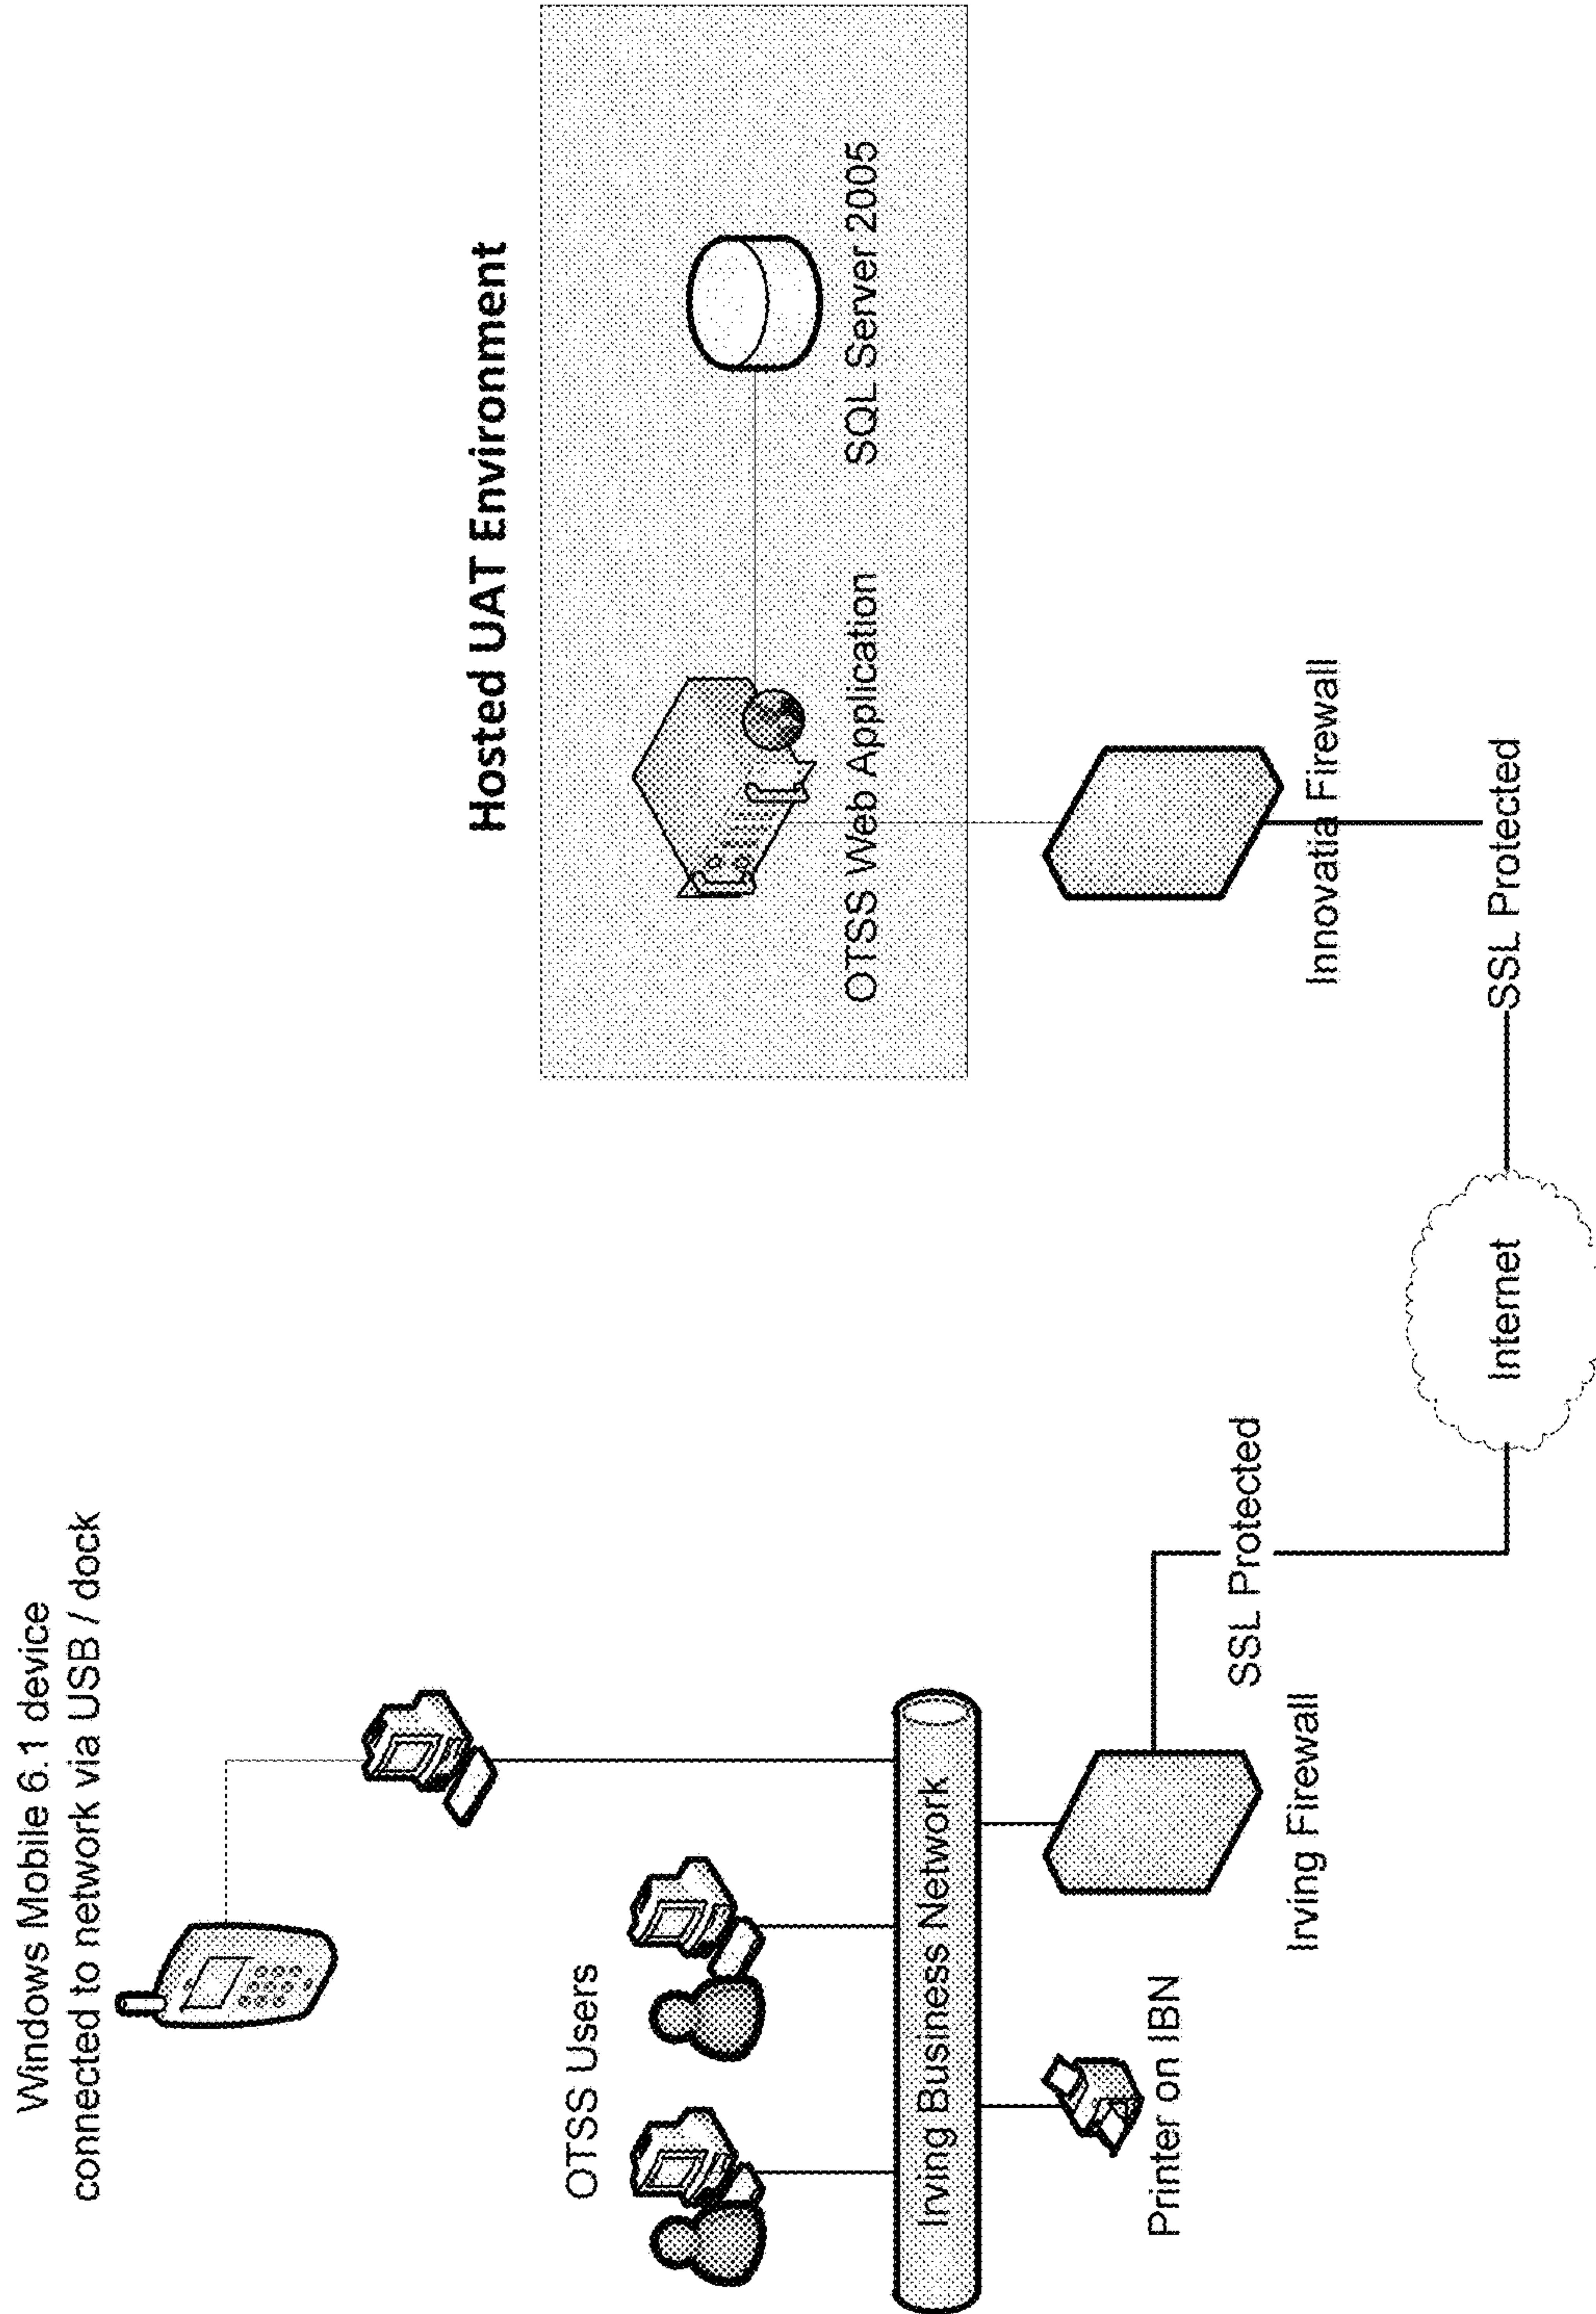 Windows Mobile 6.1 device
connected to network via USB / dock
Hosted UAT Environment
OTSS Users
OTSS Web Application
SQL Server 2005
Irving Business Network
Printer on IBN
Irving Firewall
SSL Protected
Innovatia Firewall
Internet
SSL Protected